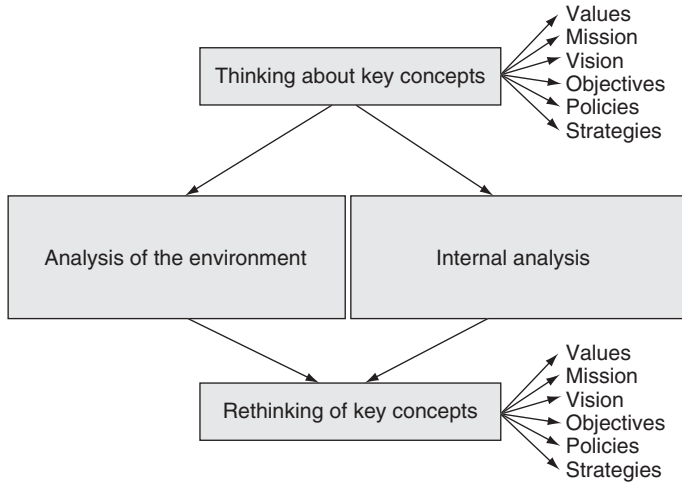 Values
Mission
Thinking about key concepts
Vision
Objectives
Policies
Strategies
Analysis of the environment
Internal analysis
Values
Mission
Rethinking of key concepts
Vision
Objectives
Policies
Strategies